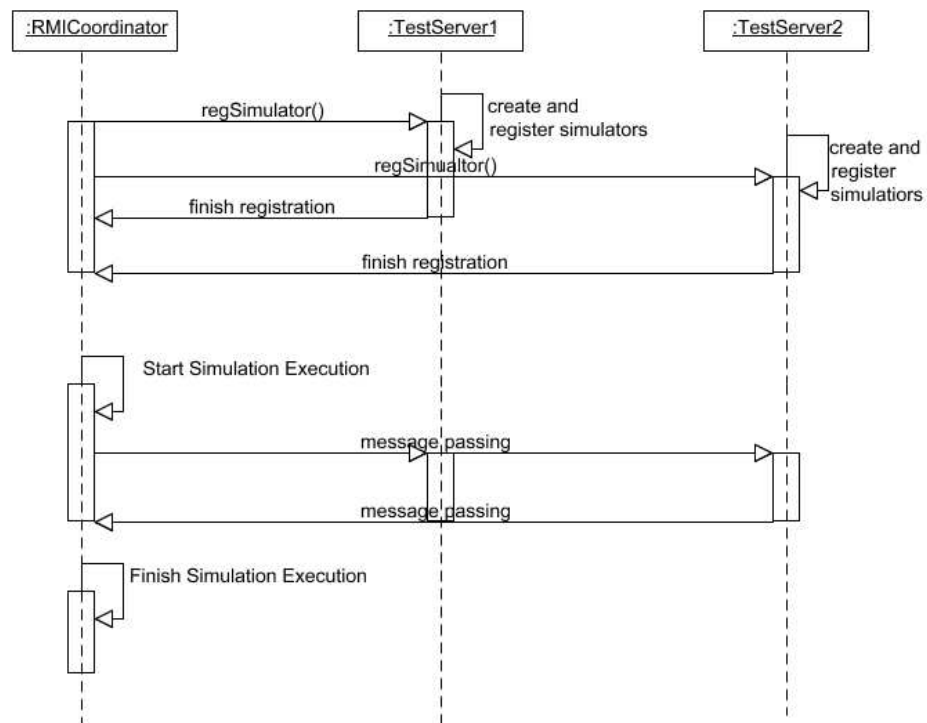 :RMICoordinator
:TestServer1
:TestServer2
regSimulator()
create and
register simulators
regSimualtor()
create and
register
simulatiors
finish registration
finish registration
Start Simulation Execution
message passing
message passing
Finish Simulation Execution